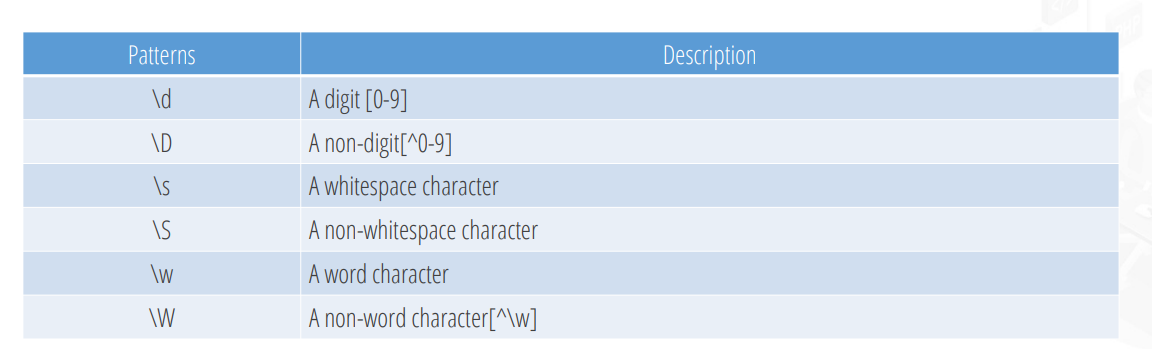 Patterns Description
\d A digit [0-9]
\D A non-digit[^0-9]
\s A whitespace character
\S A non-whitespace character
\w A word character
\W A non-word character[^\w]